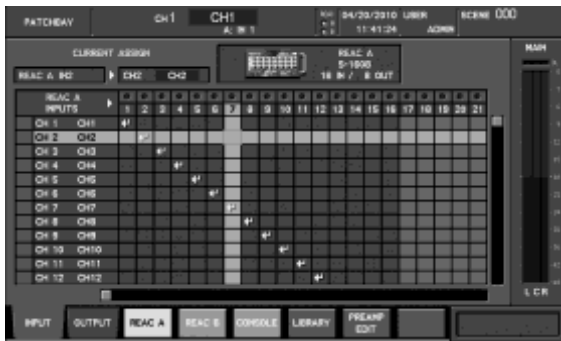 PATCHBAY
CH 1 CH1
A: IN 1
04/20/2010 USER
11:41:24 ADMIN
SCENE 000
CURRENT ASSIGN
REAC A IN2 CH2 CH2
REAC A
S-1608
16 IN / 8 OUT
MAIN
REAC A
INPUTS
1 2 3 4 5 6 7 8 9 10 11 12 13 14 15 16 17 18 19 20 21
CH 1 CH1
CH 2 CH2
CH 3 CH3
CH 4 CH4
CH 5 CH5
CH 6 CH6
CH 7 CH7
CH 8 CH8
CH 9 CH9
CH 10 CH10
CH 11 CH11
CH 12 CH12
L C R
INPUT OUTPUT REAC A REAC B CONSOLE LIBRARY PREAMP EDIT